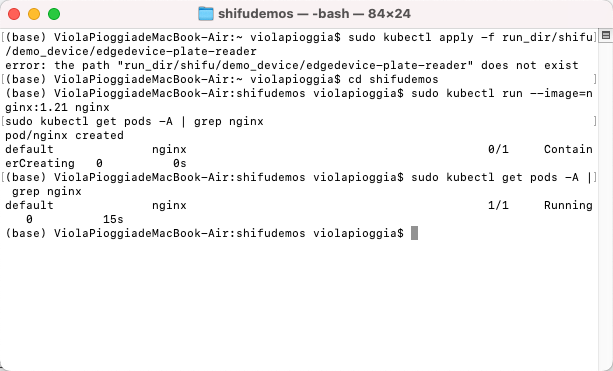 shifudemos — -bash — 84×24
[(base) ViolaPioggiadeMacBook-Air:~ violapioggia$ sudo kubectl apply -f run_dir/shifu]
/demo_device/edgedevice-plate-reader
error: the path "run_dir/shifu/demo_device/edgedevice-plate-reader" does not exist
[(base) ViolaPioggiadeMacBook-Air:~ violapioggia$ cd shifudemos ]
[(base) ViolaPioggiadeMacBook-Air:shifudemos violapioggia$ sudo kubectl run --image=n]
ginx:1.21 nginx
[sudo kubectl get pods -A | grep nginx ]
pod/nginx created
default nginx 0/1 Contain
erCreating 0 0s
[(base) ViolaPioggiadeMacBook-Air:shifudemos violapioggia$ sudo kubectl get pods -A |]
grep nginx
default nginx 1/1 Running
0 15s
(base) ViolaPioggiadeMacBook-Air:shifudemos violapioggia$